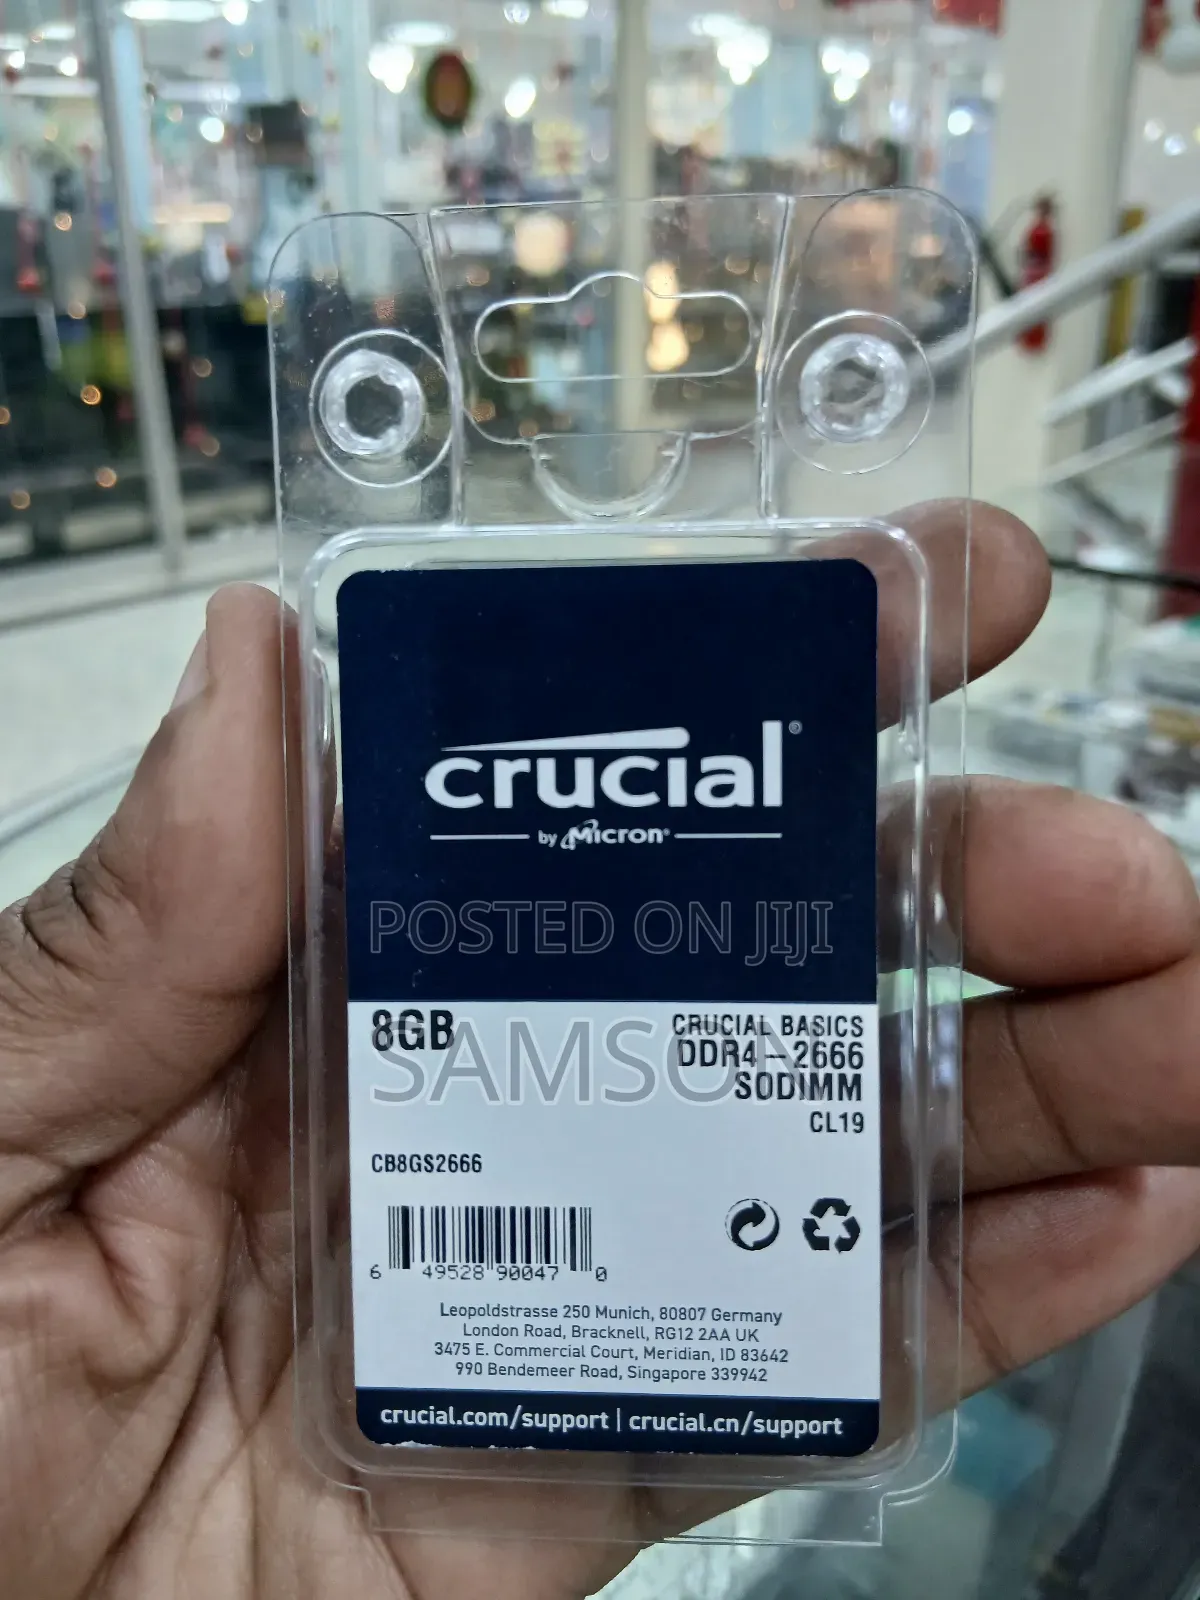 crucial®
by Micron®
POSTED ON JIJI
SAMSON
8GB
CRUCIAL BASICS
DDR4-2666
SODIMM
CL19
CB8GS2666
6 49528 90047 0
Leopoldstrasse 250 Munich, 80807 Germany
London Road, Bracknell, RG12 2AA UK
3475 E. Commercial Court, Meridian, ID 83642
990 Bendemeer Road, Singapore 339942
crucial.com/support | crucial.cn/support